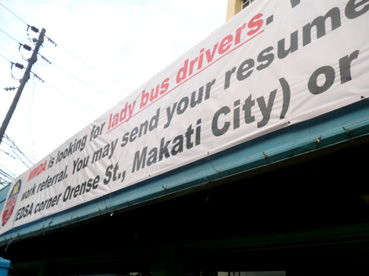 MMDA is looking for lady bus drivers.
work referral. You may send your resume
(EDSA corner Orense St., Makati City) or